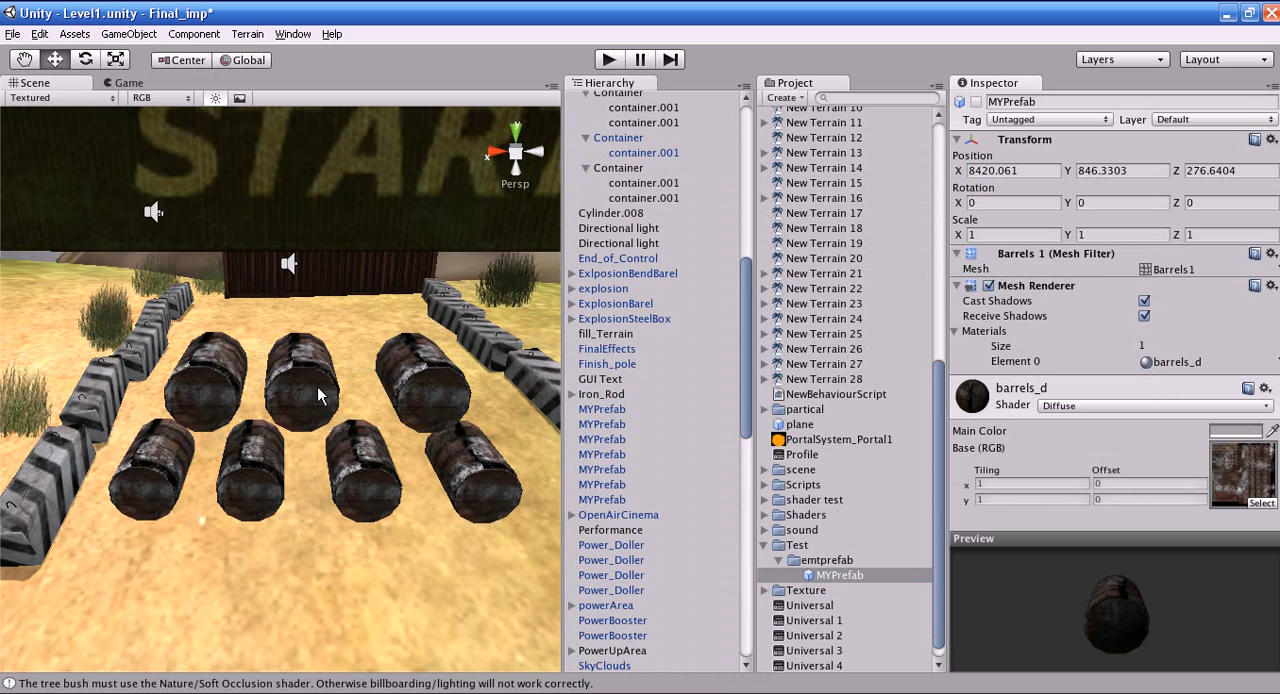 Unity - Level1.unity - Final_imp*
File Edit Assets GameObject Component Terrain Window Help
Center Global Layers Layout
Scene Game
Textured RGB
START
Persp
Hierarchy
Container
container.001
container.001
Container
container.001
Container
container.001
container.001
Cylinder.008
Directional light
Directional light
End_of_Control
ExlposionBendBarel
explosion
ExplosionBarel
ExplosionSteelBox
fill_Terrain
FinalEffects
Finish_pole
GUI Text
Iron_Rod
MYPrefab
MYPrefab
MYPrefab
MYPrefab
MYPrefab
MYPrefab
MYPrefab
OpenAirCinema
Performance
Power_Doller
Power_Doller
Power_Doller
Power_Doller
powerArea
PowerBooster
PowerBooster
PowerUpArea
SkyClouds
Project
Create
New Terrain 10
New Terrain 11
New Terrain 12
New Terrain 13
New Terrain 14
New Terrain 15
New Terrain 16
New Terrain 17
New Terrain 18
New Terrain 19
New Terrain 20
New Terrain 21
New Terrain 22
New Terrain 23
New Terrain 24
New Terrain 25
New Terrain 26
New Terrain 27
New Terrain 28
NewBehaviourScript
partical
plane
PortalSystem_Portal1
Profile
scene
Scripts
shader test
Shaders
sound
Test
emtprefab
MYPrefab
Texture
Universal
Universal 1
Universal 2
Universal 3
Universal 4
Inspector
MYPrefab
Tag Untagged Layer Default
Transform
Position
X 8420.061 Y 846.3303 Z 276.6404
Rotation
X 0 Y 0 Z 0
Scale
X 1 Y 1 Z 1
Barrels 1 (Mesh Filter)
Mesh Barrels1
Mesh Renderer
Cast Shadows
Receive Shadows
Materials
Size 1
Element 0 barrels_d
barrels_d
Shader Diffuse
Main Color
Base (RGB)
Tiling Offset
x 1 0
y 1 0
Select
Preview
The tree bush must use the Nature/Soft Occlusion shader. Otherwise billboarding/lighting will not work correctly.